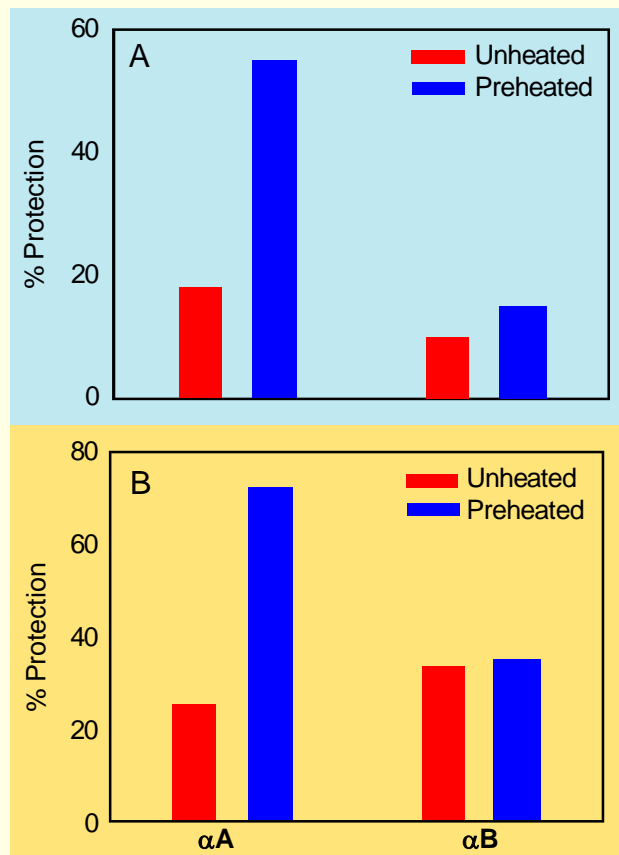 60
A
Unheated
Preheated
40
% Protection
20
0
80
B
Unheated
Preheated
60
% Protection
40
20
0
αA αB